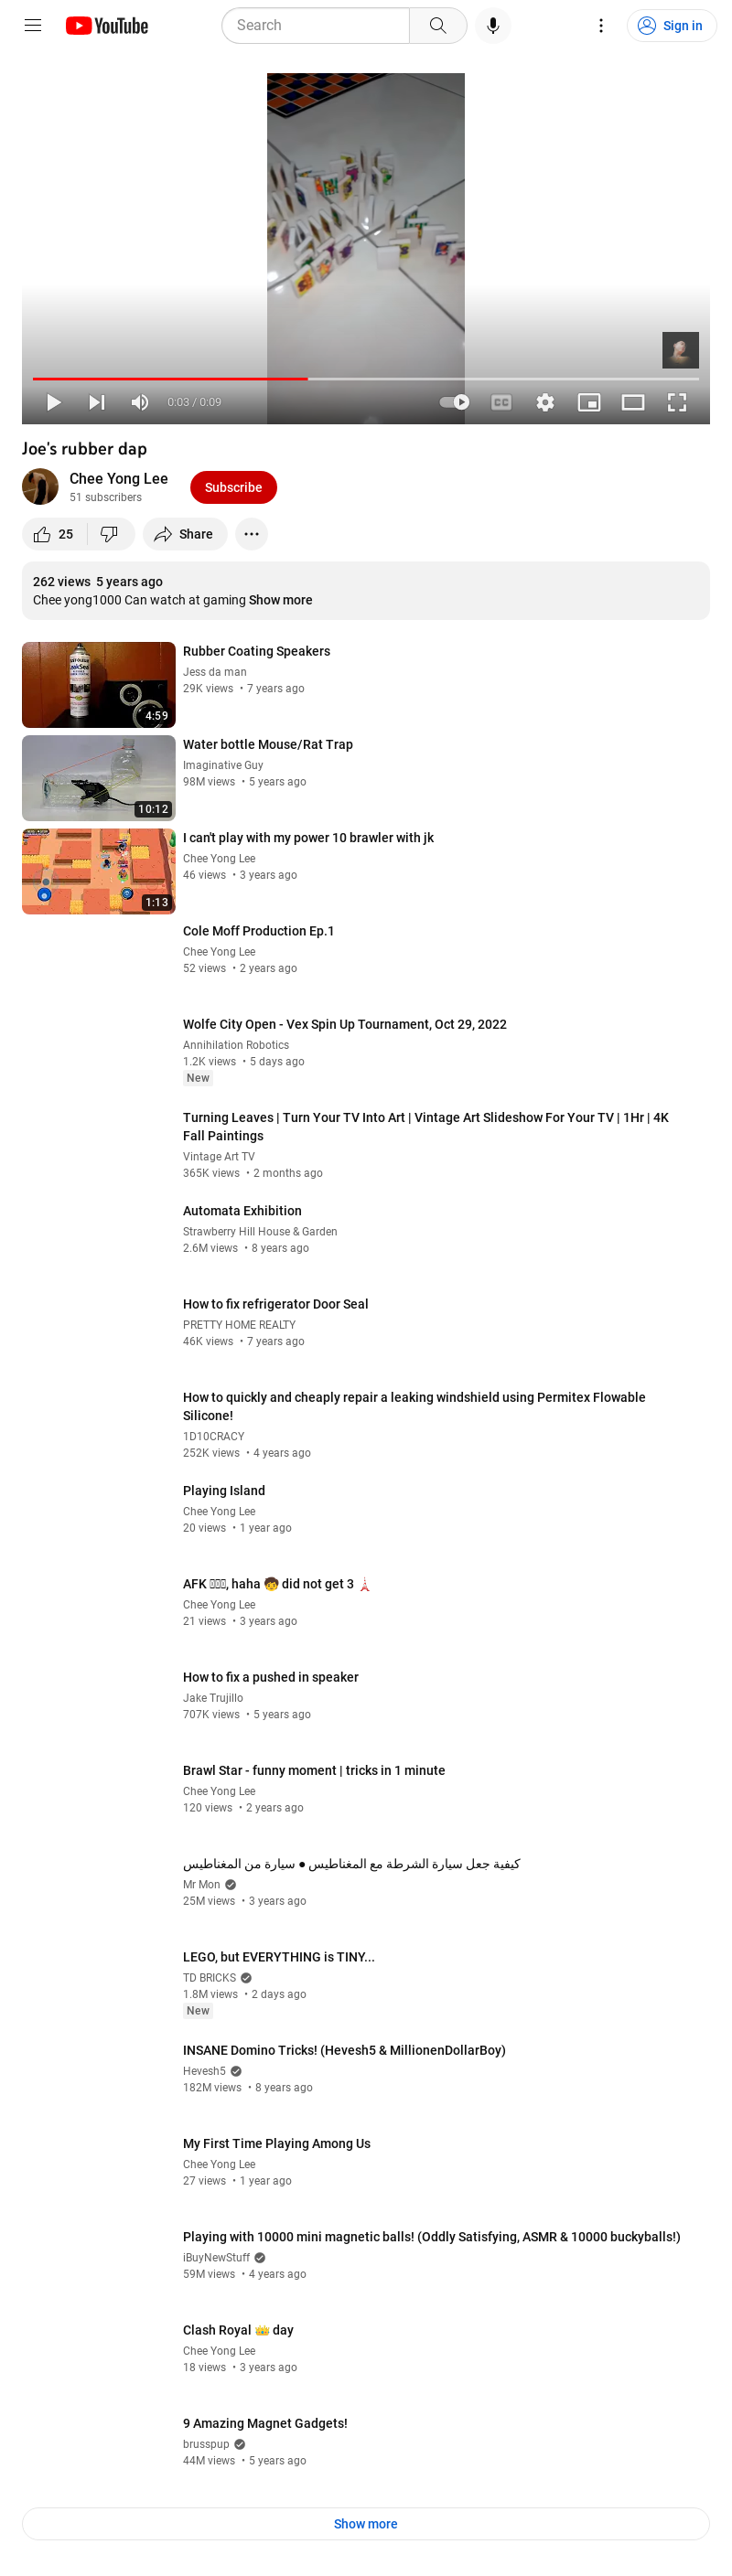 YouTube
Search
Sign in
0:03 / 0:09
CC
Joe's rubber dap
Chee Yong Lee
51 subscribers
Subscribe
25
Share
262 views 5 years ago
Chee yong1000 Can watch at gaming Show more
Rubber Coating Speakers
Jess da man
29K views • 7 years ago
4:59
Water bottle Mouse/Rat Trap
Imaginative Guy
98M views • 5 years ago
10:12
I can't play with my power 10 brawler with jk
Chee Yong Lee
46 views • 3 years ago
1:13
Cole Moff Production Ep.1
Chee Yong Lee
52 views • 2 years ago
Wolfe City Open - Vex Spin Up Tournament, Oct 29, 2022
Annihilation Robotics
1.2K views • 5 days ago
New
Turning Leaves | Turn Your TV Into Art | Vintage Art Slideshow For Your TV | 1Hr | 4K
Fall Paintings
Vintage Art TV
365K views • 2 months ago
Automata Exhibition
Strawberry Hill House & Garden
2.6M views • 8 years ago
How to fix refrigerator Door Seal
PRETTY HOME REALTY
46K views • 7 years ago
How to quickly and cheaply repair a leaking windshield using Permitex Flowable
Silicone!
1D10CRACY
252K views • 4 years ago
Playing Island
Chee Yong Lee
20 views • 1 year ago
AFK , haha 🧒 did not get 3 🗼
Chee Yong Lee
21 views • 3 years ago
How to fix a pushed in speaker
Jake Trujillo
707K views • 5 years ago
Brawl Star - funny moment | tricks in 1 minute
Chee Yong Lee
120 views • 2 years ago
كيفية جعل سيارة الشرطة مع المغناطيس ● سيارة من المغناطيس
Mr Mon
25M views • 3 years ago
LEGO, but EVERYTHING is TINY...
TD BRICKS
1.8M views • 2 days ago
New
INSANE Domino Tricks! (Hevesh5 & MillionenDollarBoy)
Hevesh5
182M views • 8 years ago
My First Time Playing Among Us
Chee Yong Lee
27 views • 1 year ago
Playing with 10000 mini magnetic balls! (Oddly Satisfying, ASMR & 10000 buckyballs!)
iBuyNewStuff
59M views • 4 years ago
Clash Royal 👑 day
Chee Yong Lee
18 views • 3 years ago
9 Amazing Magnet Gadgets!
brusspup
44M views • 5 years ago
Show more